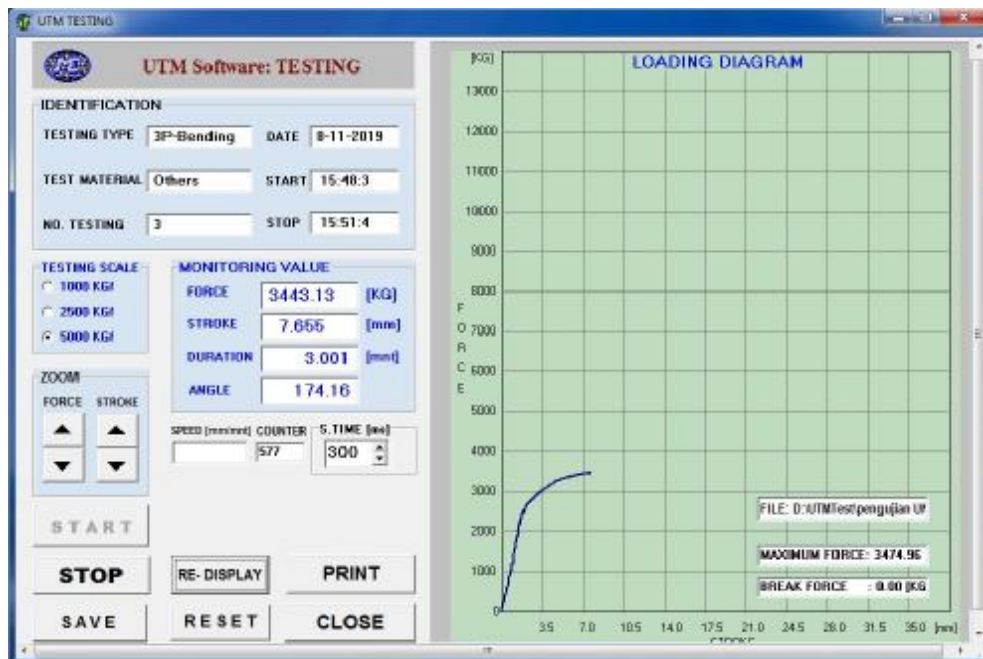 UTM TESTING
UTM Software: TESTING
IDENTIFICATION
TESTING TYPE 3P-Bending DATE 8-11-2019
TEST MATERIAL Others START 15:48:3
NO. TESTING 3 STOP 15:51:4
TESTING SCALE
1000 KGf
2500 KGf
5000 KGf
MONITORING VALUE
FORCE 3443.13 [KG]
STROKE 7.655 [mm]
DURATION 3.001 [mnt]
ANGLE 174.16
ZOOM
FORCE STROKE
SPEED [mm/mnt] COUNTER S.TIME [ms]
577 300
START
STOP RE-DISPLAY PRINT
SAVE RESET CLOSE
[KG] LOADING DIAGRAM
13000
12000
11000
10000
9000
8000
7000
6000
5000
4000
3000
2000
1000
0
FORCE
FILE: D:\UTMTest\pengujian
MAXIMUM FORCE: 3474.96
BREAK FORCE : 0.00 [KG
3.5 7.0 10.5 14.0 17.5 21.0 24.5 28.0 31.5 35.0 [mm]
STROKE